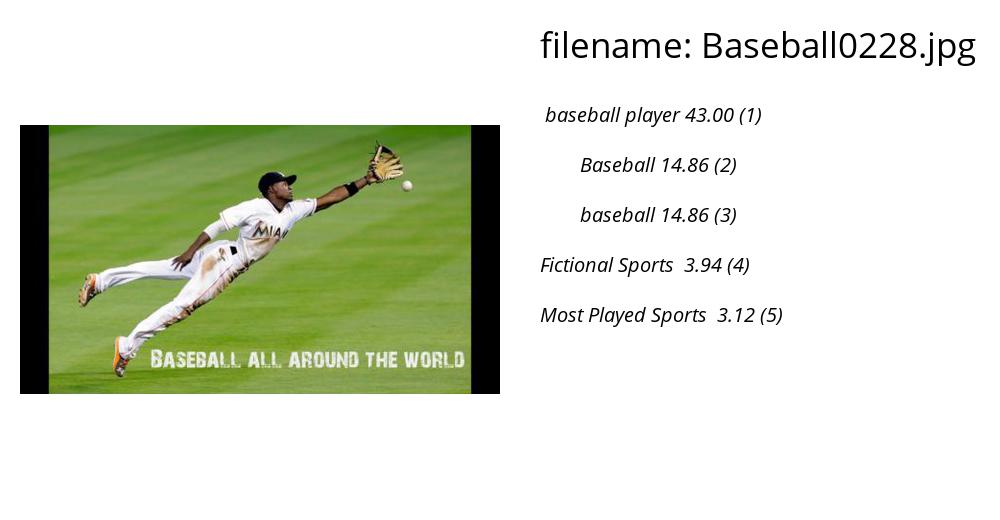 filename: Baseball0228.jpg
baseball player 43.00 (1)
Baseball 14.86 (2)
baseball 14.86 (3)
Fictional Sports 3.94 (4)
Most Played Sports 3.12 (5)
MIAMI
BASEBALL ALL AROUND THE WORLD